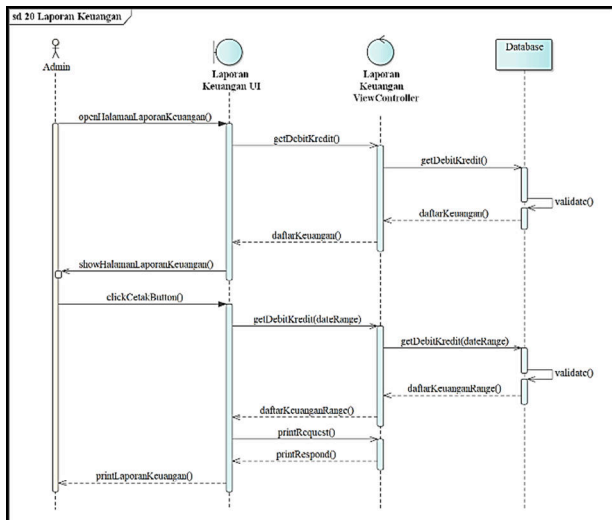 sd 20 Laporan Keuangan
Admin
Laporan
Keuangan UI
Laporan
Keuangan
ViewController
Database
openHalamanLaporanKeuangan()
getDebitKredit()
getDebitKredit()
validate()
daftarKeuangan()
daftarKeuangan()
showHalamanLaporanKeuangan()
clickCetakButton()
getDebitKredit(dateRange)
getDebitKredit(dateRange)
validate()
daftarKeuanganRange()
daftarKeuanganRange()
printRequest()
printRespond()
printLaporanKeuangan()